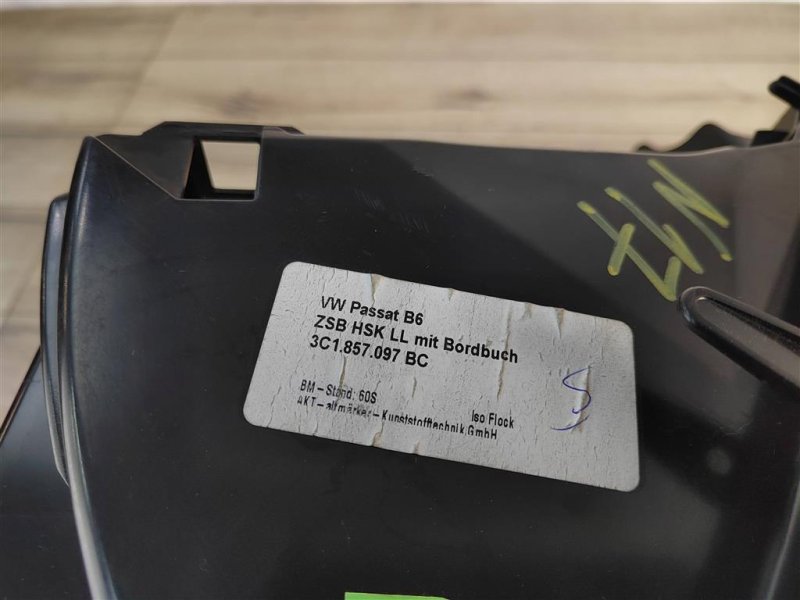 VW Passat B6
ZSB HSK LL mit Bordbuch
3C1.857.097 BC
BM-Stand: 60S
Iso Flock
AKT-altmärker-Kunststofftechnik GmbH